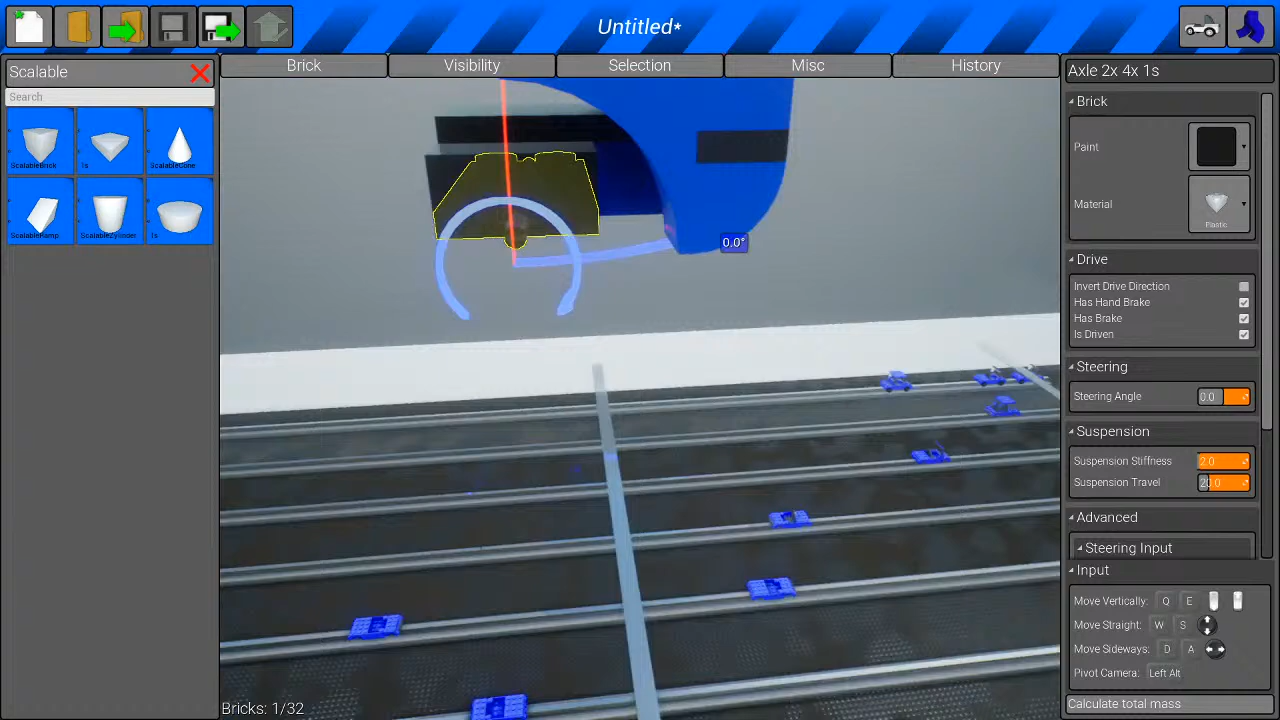 Untitled*
Scalable
Search
ScalableBrick
1s
ScalableCone
ScalableRamp
ScalableCylinder
1s
Brick
Visibility
Selection
Misc
History
0.0°
Bricks: 1/32
Axle 2x 4x 1s
Brick
Paint
Material
Plastic
Drive
Invert Drive Direction
Has Hand Brake
Has Brake
Is Driven
Steering
Steering Angle
0.0
Suspension
Suspension Stiffness
2.0
Suspension Travel
20.0
Advanced
Steering Input
Input
Move Vertically:
Q
E
Move Straight:
W
S
Move Sideways:
D
A
Pivot Camera:
Left Alt
Calculate total mass